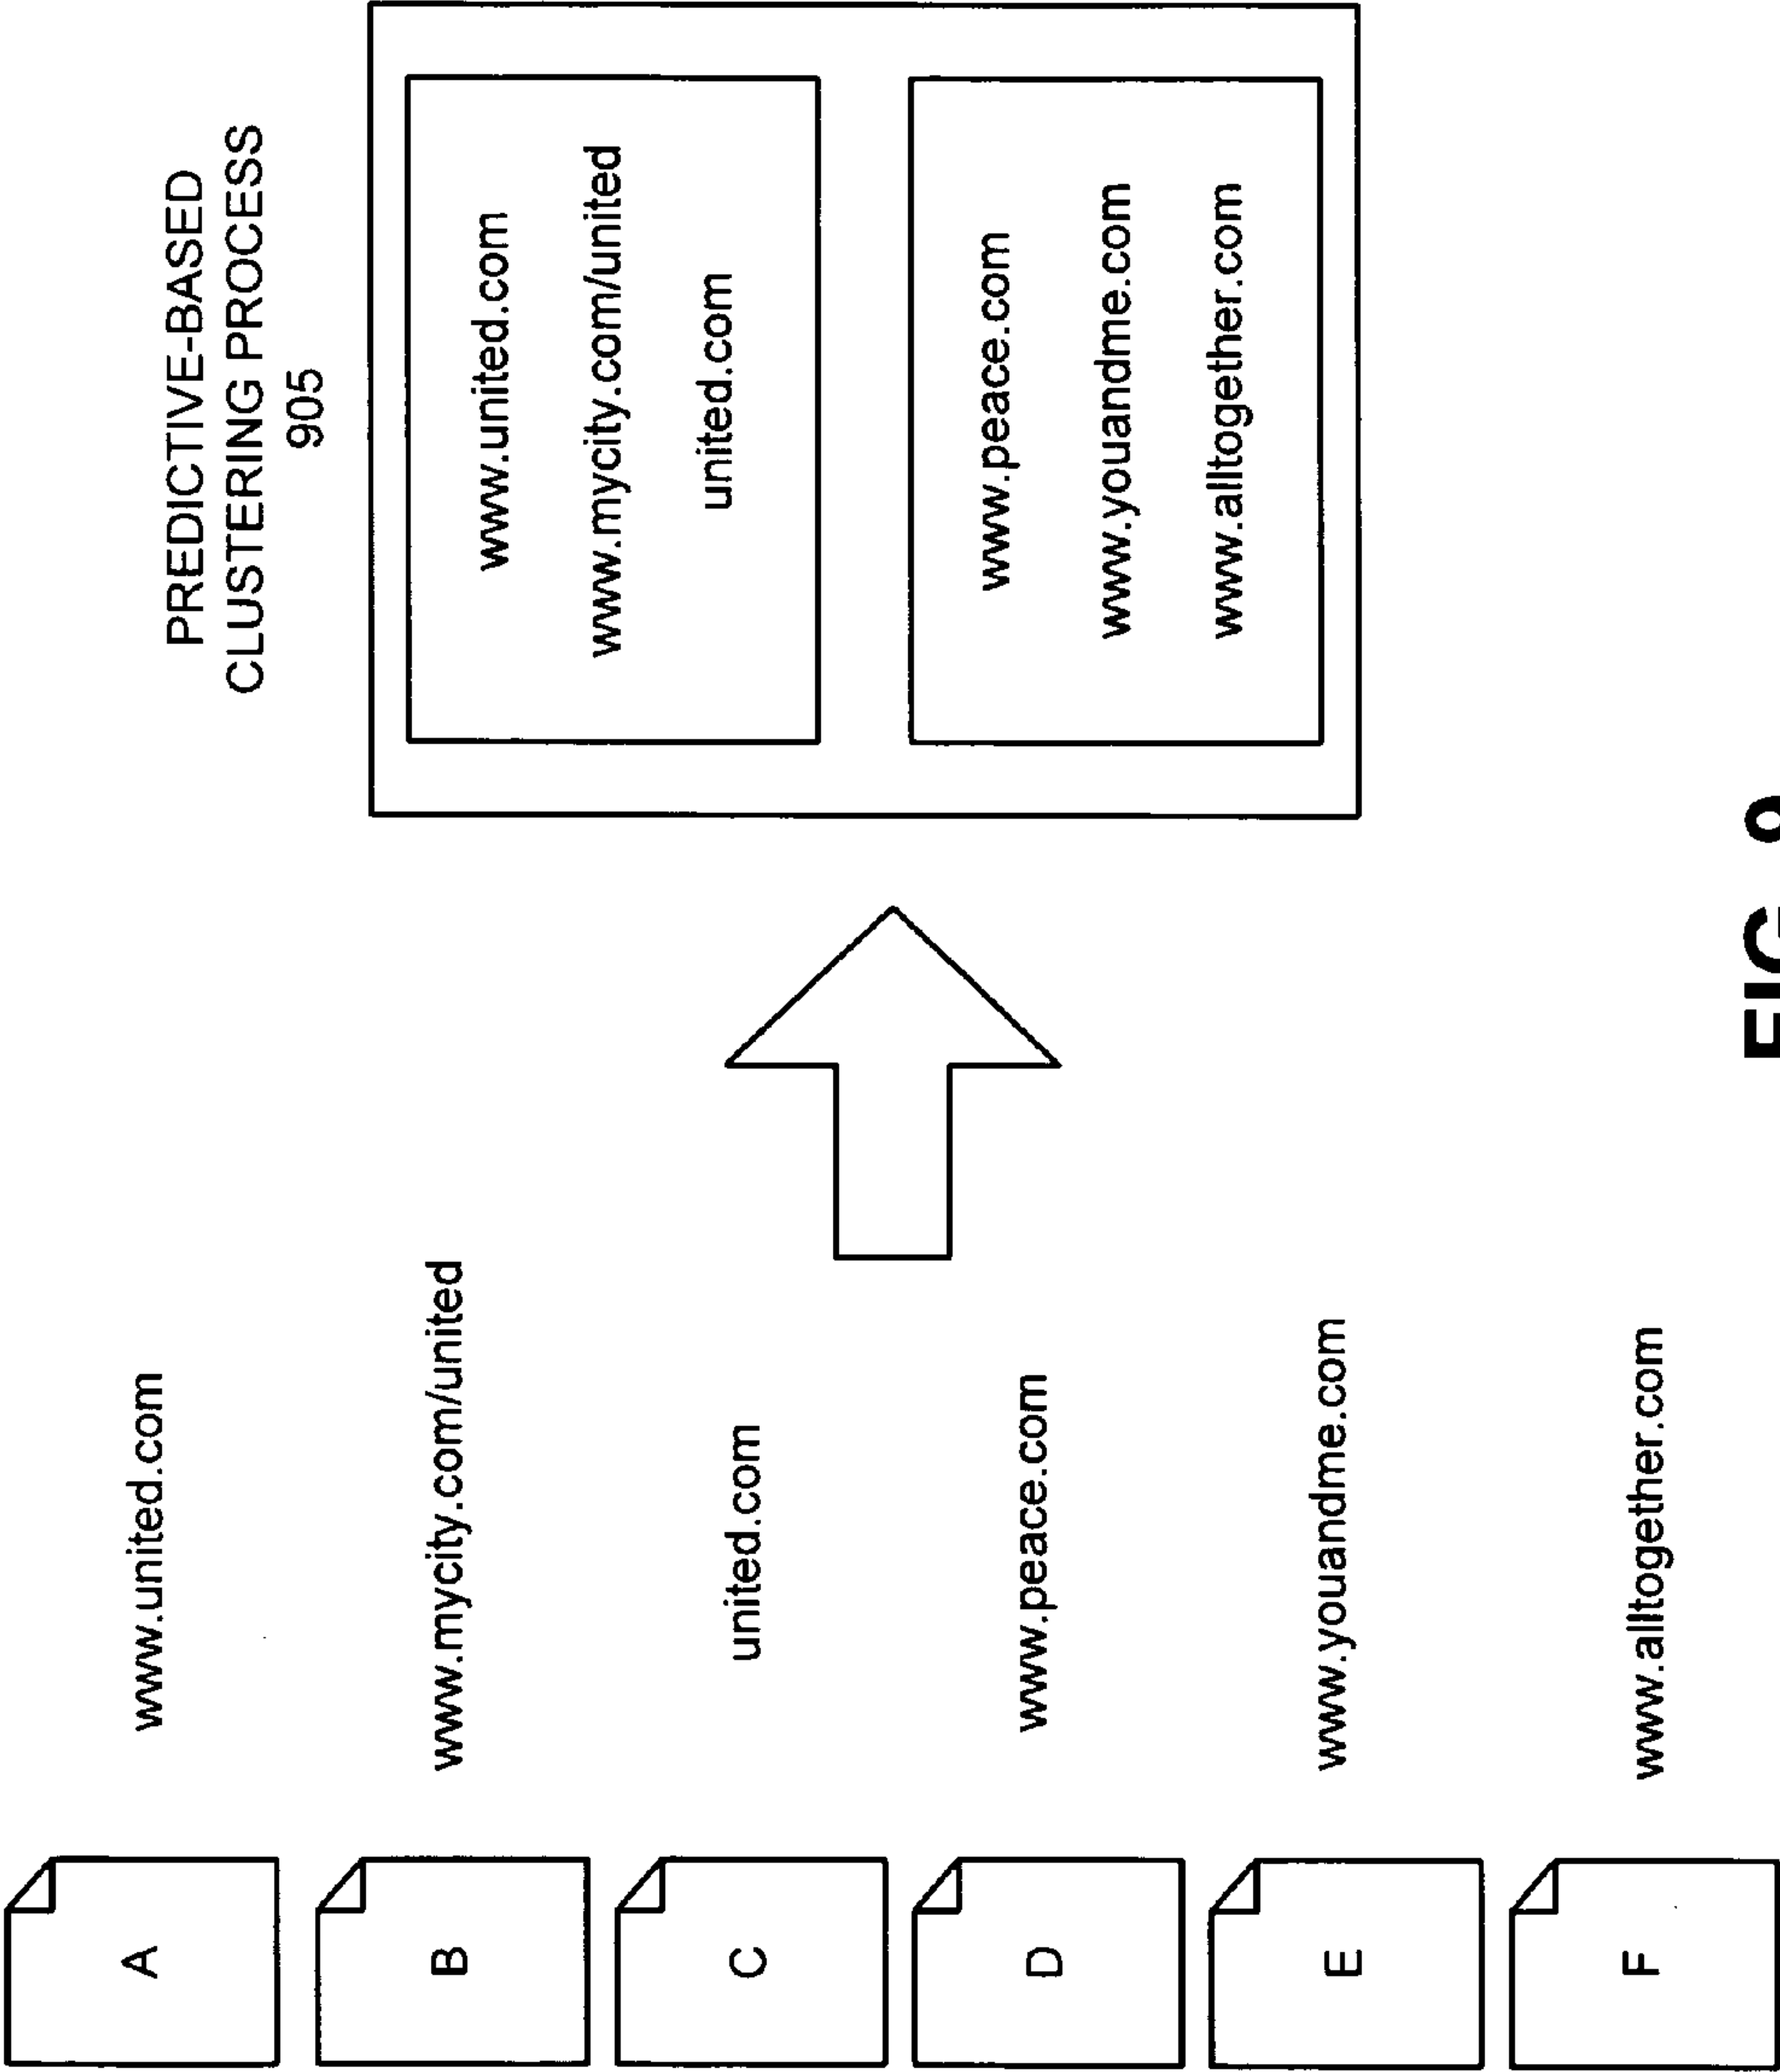 PREDICTIVE-BASED
CLUSTERING PROCESS
905
A www.united.com
B www.mycity.com/united
C united.com
D www.peace.com
E www.youandme.com
F www.alltogether.com
www.united.com
www.mycity.com/united
united.com
www.peace.com
www.youandme.com
www.alltogether.com
FIG